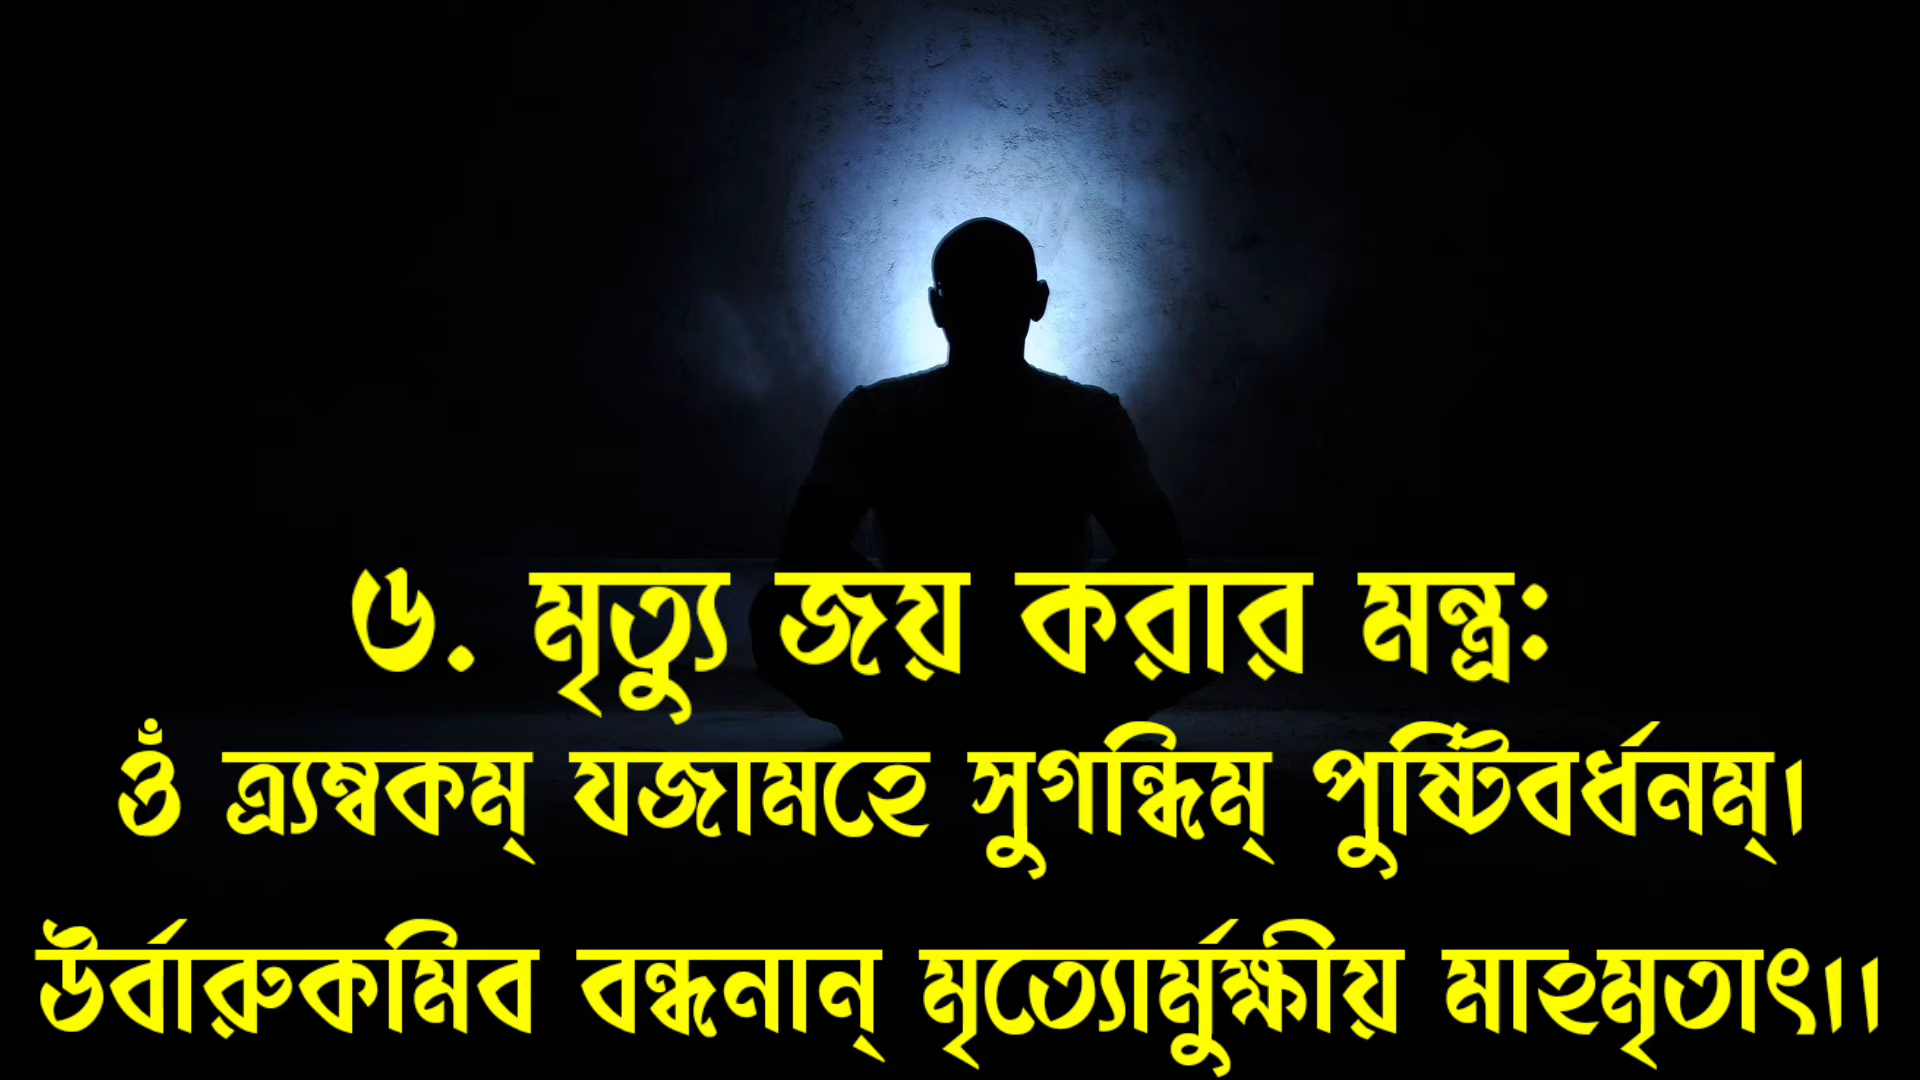 ৬. মৃত্যু জয় করার মন্ত্র:
ওঁ ত্র্যম্বকম্ যজামহে সুগন্ধিম্ পুষ্টিবর্ধনম্।
উর্বারুকমিব বন্ধনান্ মৃত্যোর্মুক্ষীয় মাহমৃতাৎ।।